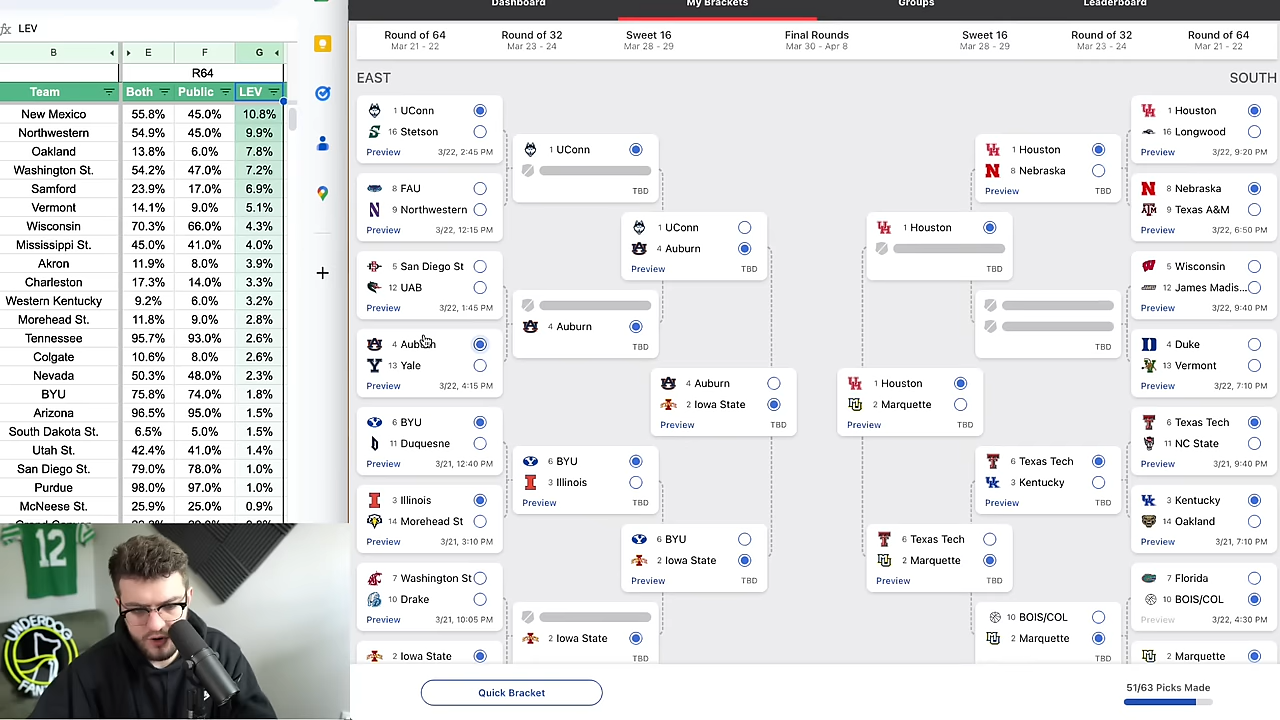 LEV
B E F G
R64
Team Both Public LEV
New Mexico 55.8% 45.0% 10.8%
Northwestern 54.9% 45.0% 9.9%
Oakland 13.8% 6.0% 7.8%
Washington St. 54.2% 47.0% 7.2%
Samford 23.9% 17.0% 6.9%
Vermont 14.1% 9.0% 5.1%
Wisconsin 70.3% 66.0% 4.3%
Mississippi St. 45.0% 41.0% 4.0%
Akron 11.9% 8.0% 3.9%
Charleston 17.3% 14.0% 3.3%
Western Kentucky 9.2% 6.0% 3.2%
Morehead St. 11.8% 9.0% 2.8%
Tennessee 95.7% 93.0% 2.6%
Colgate 10.6% 8.0% 2.6%
Nevada 50.3% 48.0% 2.3%
BYU 75.8% 74.0% 1.8%
Arizona 96.5% 95.0% 1.5%
South Dakota St. 6.5% 5.0% 1.5%
Utah St. 42.4% 41.0% 1.4%
San Diego St. 79.0% 78.0% 1.0%
Purdue 98.0% 97.0% 1.0%
McNeese St. 25.9% 25.0% 0.9%
12
UNDERDOG
FAN
Dashboard My Brackets Groups Leaderboard
Round of 64 Round of 32 Sweet 16 Final Rounds Sweet 16 Round of 32 Round of 64
Mar 21 - 22 Mar 23 - 24 Mar 28 - 29 Mar 30 - Apr 8 Mar 28 - 29 Mar 23 - 24 Mar 21 - 22
EAST SOUTH
1 UConn
16 Stetson
Preview 3/22, 2:45 PM
8 FAU
9 Northwestern
Preview 3/22, 12:15 PM
5 San Diego St
12 UAB
Preview 3/22, 1:45 PM
4 Auburn
13 Yale
Preview 3/22, 4:15 PM
6 BYU
11 Duquesne
Preview 3/21, 12:40 PM
3 Illinois
14 Morehead St
Preview 3/21, 3:10 PM
7 Washington St
10 Drake
Preview 3/21, 10:05 PM
2 Iowa State
1 UConn
TBD
4 Auburn
TBD
6 BYU
3 Illinois
Preview TBD
2 Iowa State
TBD
1 UConn
4 Auburn
Preview TBD
6 BYU
2 Iowa State
Preview TBD
4 Auburn
2 Iowa State
Preview TBD
1 Houston
2 Marquette
Preview TBD
1 Houston
TBD
6 Texas Tech
2 Marquette
Preview TBD
1 Houston
8 Nebraska
Preview TBD
TBD
6 Texas Tech
3 Kentucky
Preview TBD
10 BOIS/COL
2 Marquette
TBD
1 Houston
16 Longwood
Preview 3/22, 9:20 PM
8 Nebraska
9 Texas A&M
Preview 3/22, 6:50 PM
5 Wisconsin
12 James Madis...
Preview 3/22, 9:40 PM
4 Duke
13 Vermont
Preview 3/22, 7:10 PM
6 Texas Tech
11 NC State
Preview 3/21, 9:40 PM
3 Kentucky
14 Oakland
Preview 3/21, 7:10 PM
7 Florida
10 BOIS/COL
Preview 3/22, 4:30 PM
2 Marquette
Quick Bracket
51/63 Picks Made